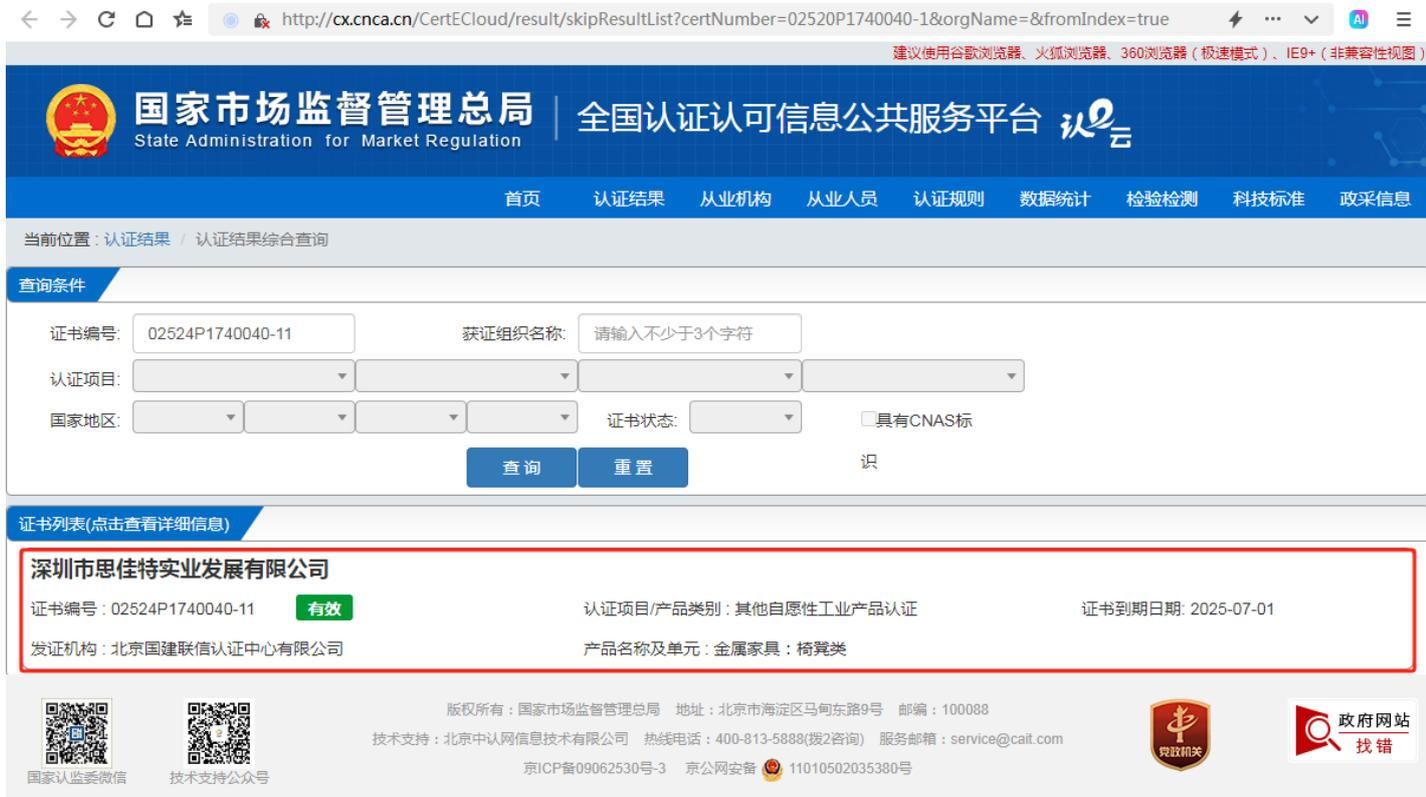 http://cx.cnca.cn/CertECloud/result/skipResultList?certNumber=02520P1740040-1&orgName=&fromIndex=true
AI
建议使用谷歌浏览器、火狐浏览器、360浏览器(极速模式)、IE9+(非兼容性视图)
国家市场监督管理总局
State Administration for Market Regulation
全国认证认可信息公共服务平台
认e云
首页 认证结果 从业机构 从业人员 认证规则 数据统计 检验检测 科技标准 政采信息
当前位置 : 认证结果 / 认证结果综合查询
查询条件
证书编号: 02524P1740040-11 获证组织名称: 请输入不少于3个字符
认证项目:
国家地区: 证书状态: 具有CNAS标
识
查 询 重 置
证书列表(点击查看详细信息)
深圳市思佳特实业发展有限公司
证书编号 : 02524P1740040-11 有效 认证项目/产品类别 : 其他自愿性工业产品认证 证书到期日期: 2025-07-01
发证机构 : 北京国建联信认证中心有限公司 产品名称及单元 : 金属家具：椅凳类
版权所有：国家市场监督管理总局 地址：北京市海淀区马甸东路9号 邮编：100088
技术支持：北京中认网信息技术有限公司 热线电话：400-813-5888(拨2咨询) 服务邮箱：service@cait.com
京ICP备09062530号-3 京公网安备 11010502035380号
国家认监委微信 技术支持公众号
党政机关
政府网站
找错